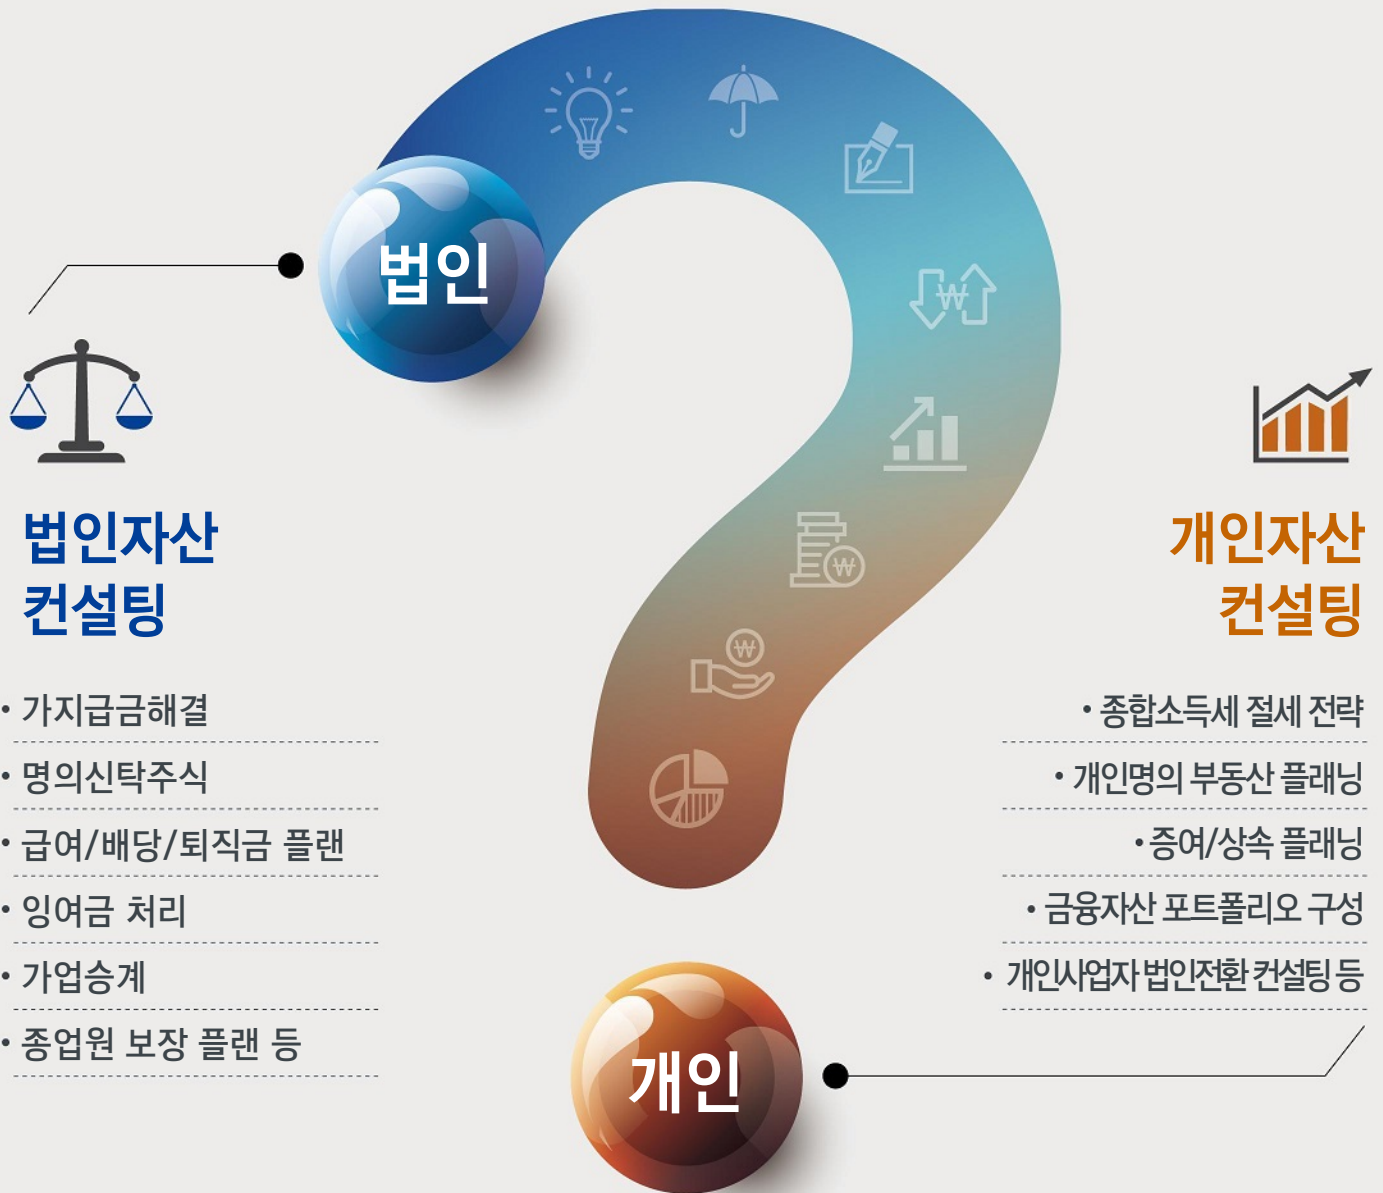 법인
법인자산
컨설팅
• 가지급금해결
• 명의신탁주식
• 급여/배당/퇴직금 플랜
• 잉여금 처리
• 가업승계
• 종업원 보장 플랜 등
개인자산
컨설팅
• 종합소득세 절세 전략
• 개인명의 부동산 플래닝
• 증여/상속 플래닝
• 금융자산 포트폴리오 구성
• 개인사업자 법인전환 컨설팅 등
개인